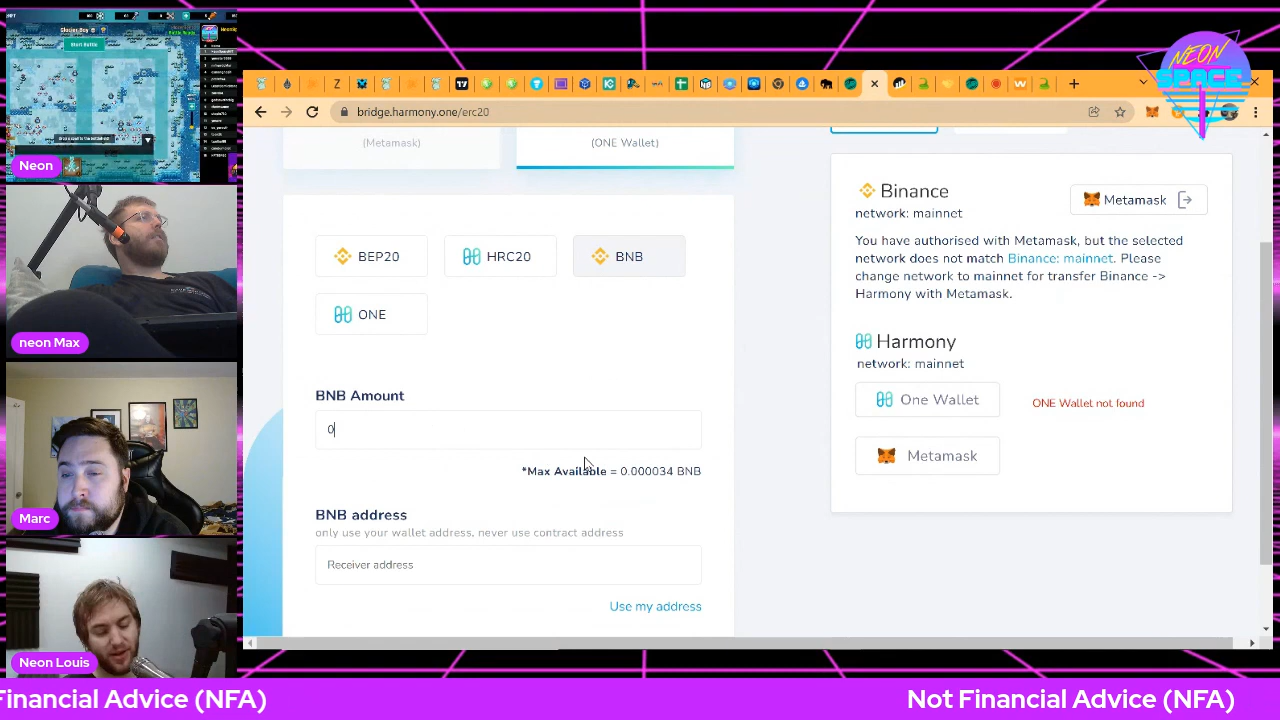 Glacier Bay
Start Battle
Neon
neon Max
Marc
Neon Louis
NEON
SPACE
bridge.harmony.one/erc20
(Metamask)
(ONE Wallet)
BEP20
HRC20
BNB
ONE
BNB Amount
0
*Max Available = 0.000034 BNB
BNB address
only use your wallet address, never use contract address
Receiver address
Use my address
Binance
network: mainnet
Metamask
You have authorised with Metamask, but the selected
network does not match Binance: mainnet. Please
change network to mainnet for transfer Binance ->
Harmony with Metamask.
Harmony
network: mainnet
One Wallet
ONE Wallet not found
Metamask
Financial Advice (NFA)
Not Financial Advice (NFA)